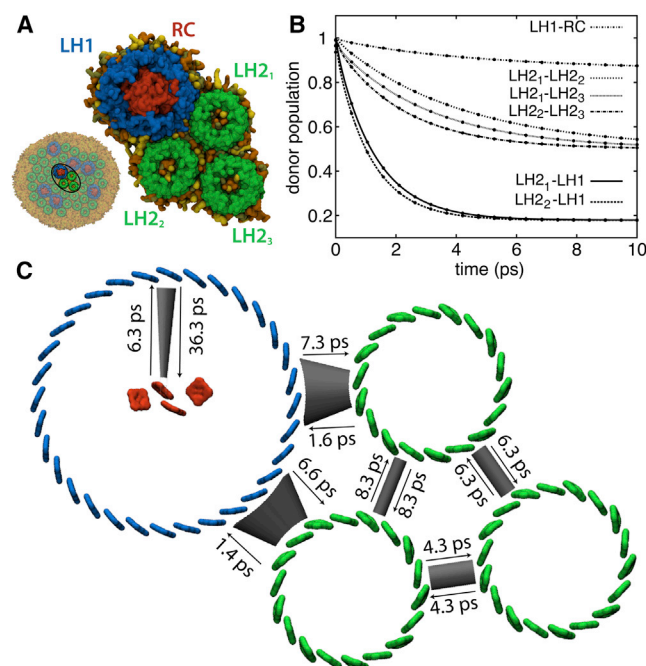 A
RC
LH1
LH2₁
LH2₂
LH2₃
B
donor population
1
0.8
0.6
0.4
0.2
0
2
4
6
8
10
time (ps)
LH1-RC
LH2₁-LH2₂
LH2₁-LH2₃
LH2₂-LH2₃
LH2₁-LH1
LH2₂-LH1
C
6.3 ps
36.3 ps
7.3 ps
1.6 ps
6.6 ps
1.4 ps
8.3 ps
8.3 ps
6.3 ps
6.3 ps
4.3 ps
4.3 ps